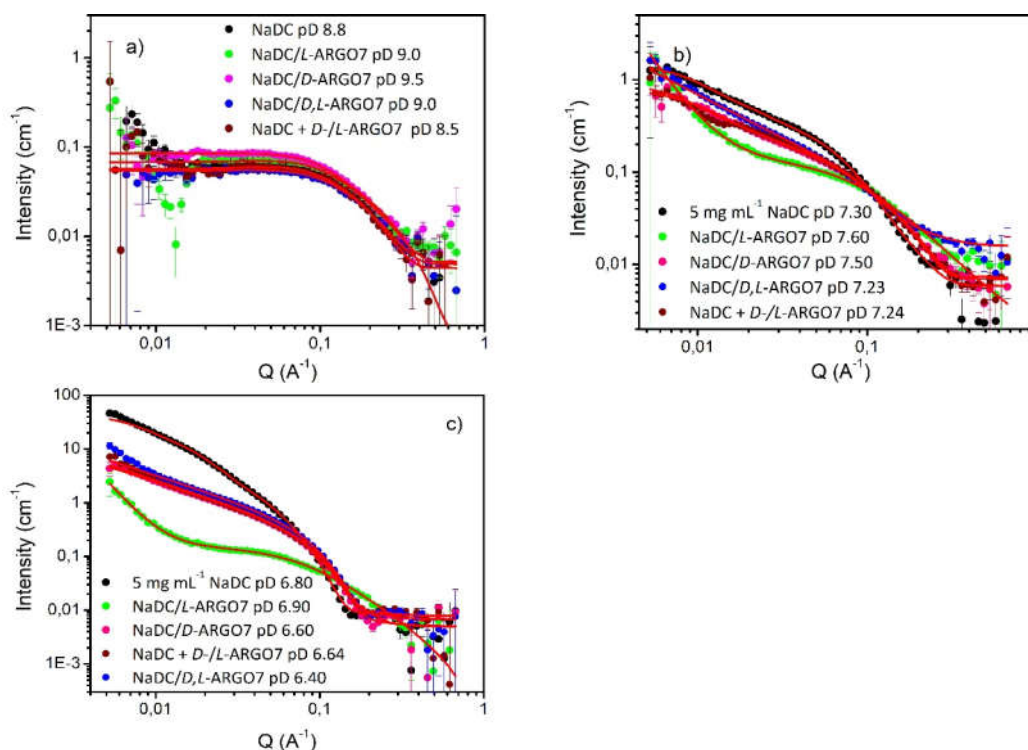 a)
NaDC pD 8.8
NaDC/L-ARGO7 pD 9.0
NaDC/D-ARGO7 pD 9.5
NaDC/D,L-ARGO7 pD 9.0
NaDC + D-/L-ARGO7 pD 8.5
1
0,1
0,01
1E-3
Intensity (cm⁻¹)
0,01
0,1
1
Q (A⁻¹)
b)
1
0,1
0,01
Intensity (cm⁻¹)
5 mg mL⁻¹ NaDC pD 7.30
NaDC/L-ARGO7 pD 7.60
NaDC/D-ARGO7 pD 7.50
NaDC/D,L-ARGO7 pD 7.23
NaDC + D-/L-ARGO7 pD 7.24
0,01
0,1
Q (A⁻¹)
c)
100
10
1
0,1
0,01
1E-3
Intensity (cm⁻¹)
5 mg mL⁻¹ NaDC pD 6.80
NaDC/L-ARGO7 pD 6.90
NaDC/D-ARGO7 pD 6.60
NaDC + D-/L-ARGO7 pD 6.64
NaDC/D,L-ARGO7 pD 6.40
0,01
0,1
1
Q (A⁻¹)